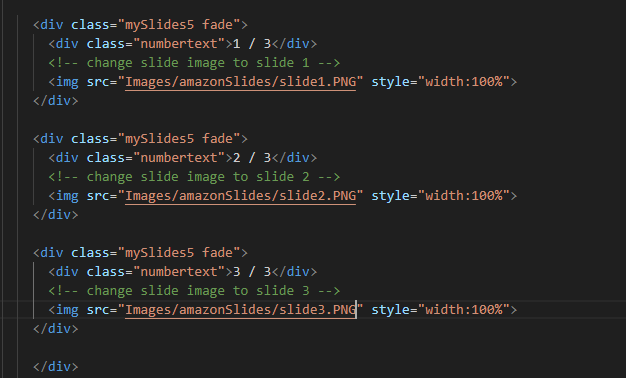 <div class="mySlides5 fade">
<div class="numbertext">1 / 3</div>
<!-- change slide image to slide 1 -->
<img src="Images/amazonSlides/slide1.PNG" style="width:100%">
</div>
<div class="mySlides5 fade">
<div class="numbertext">2 / 3</div>
<!-- change slide image to slide 2 -->
<img src="Images/amazonSlides/slide2.PNG" style="width:100%">
</div>
<div class="mySlides5 fade">
<div class="numbertext">3 / 3</div>
<!-- change slide image to slide 3 -->
<img src="Images/amazonSlides/slide3.PNG" style="width:100%">
</div>
</div>